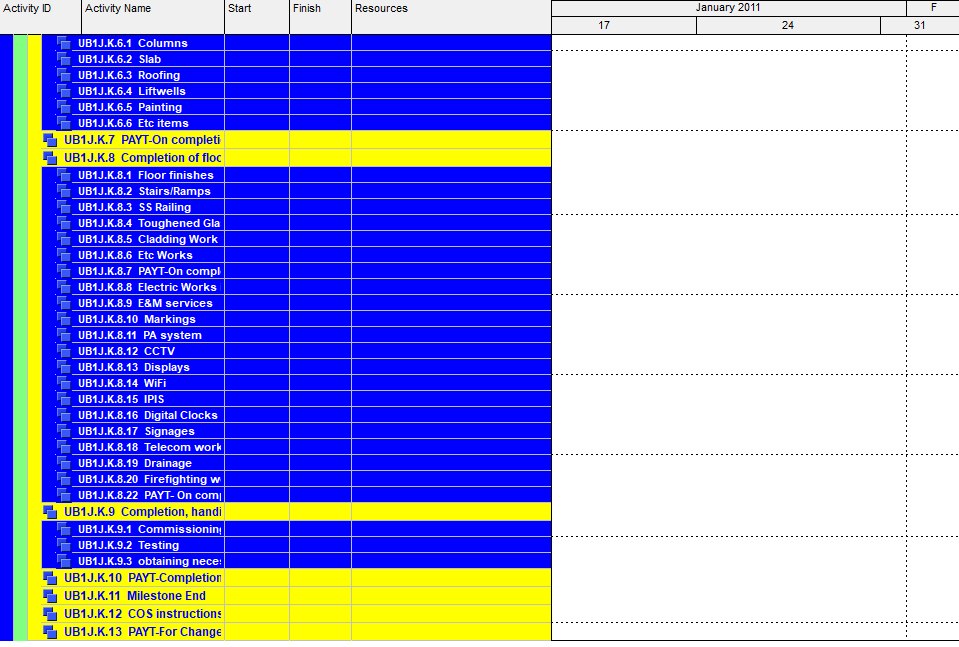 Activity ID Activity Name Start Finish Resources January 2011 F
17 24 31
UB1J.K.6.1 Columns
UB1J.K.6.2 Slab
UB1J.K.6.3 Roofing
UB1J.K.6.4 Liftwells
UB1J.K.6.5 Painting
UB1J.K.6.6 Etc items
UB1J.K.7 PAYT-On completi
UB1J.K.8 Completion of floo
UB1J.K.8.1 Floor finishes
UB1J.K.8.2 Stairs/Ramps
UB1J.K.8.3 SS Railing
UB1J.K.8.4 Toughened Gla
UB1J.K.8.5 Cladding Work
UB1J.K.8.6 Etc Works
UB1J.K.8.7 PAYT-On compl
UB1J.K.8.8 Electric Works
UB1J.K.8.9 E&M services
UB1J.K.8.10 Markings
UB1J.K.8.11 PA system
UB1J.K.8.12 CCTV
UB1J.K.8.13 Displays
UB1J.K.8.14 WiFi
UB1J.K.8.15 IPIS
UB1J.K.8.16 Digital Clocks
UB1J.K.8.17 Signages
UB1J.K.8.18 Telecom work
UB1J.K.8.19 Drainage
UB1J.K.8.20 Firefighting w
UB1J.K.8.22 PAYT- On comp
UB1J.K.9 Completion, handi
UB1J.K.9.1 Commissioning
UB1J.K.9.2 Testing
UB1J.K.9.3 obtaining neces
UB1J.K.10 PAYT-Completion
UB1J.K.11 Milestone End
UB1J.K.12 COS instructions
UB1J.K.13 PAYT-For Change